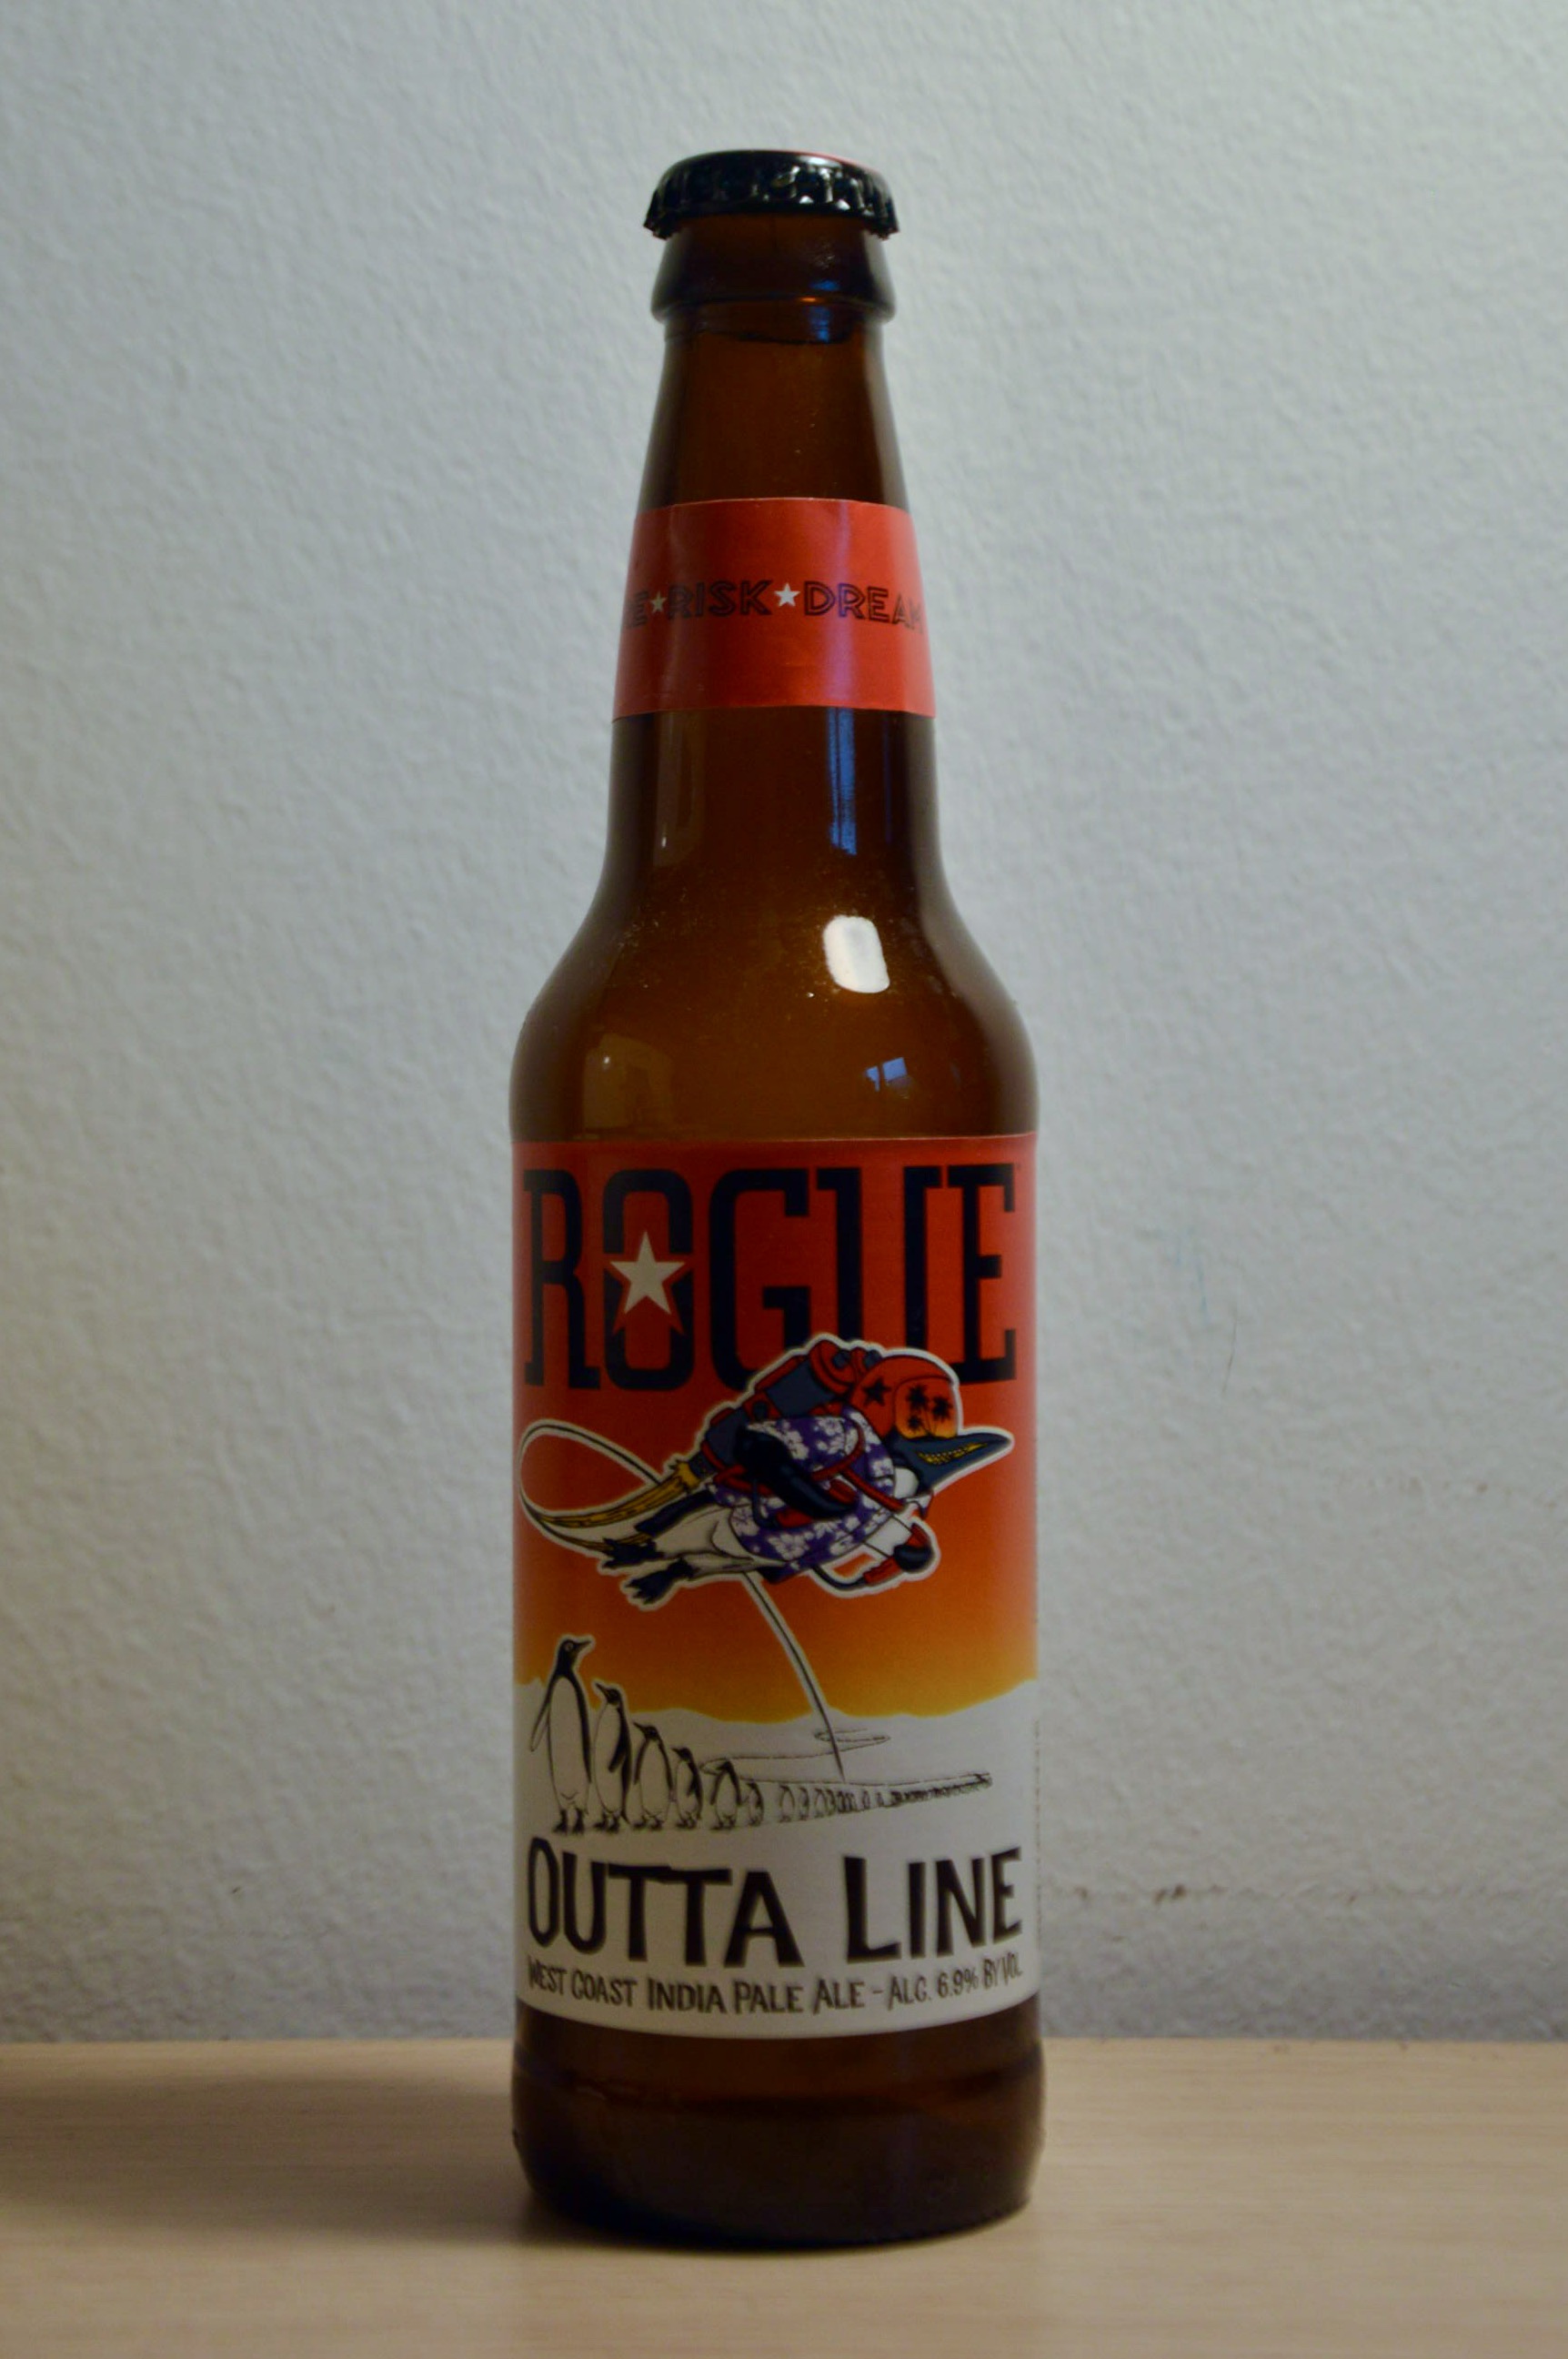 E★RISK★DREAM
ROGUE
OUTTA LINE
WEST COAST INDIA PALE ALE - ALC. 6.9% BY VOL